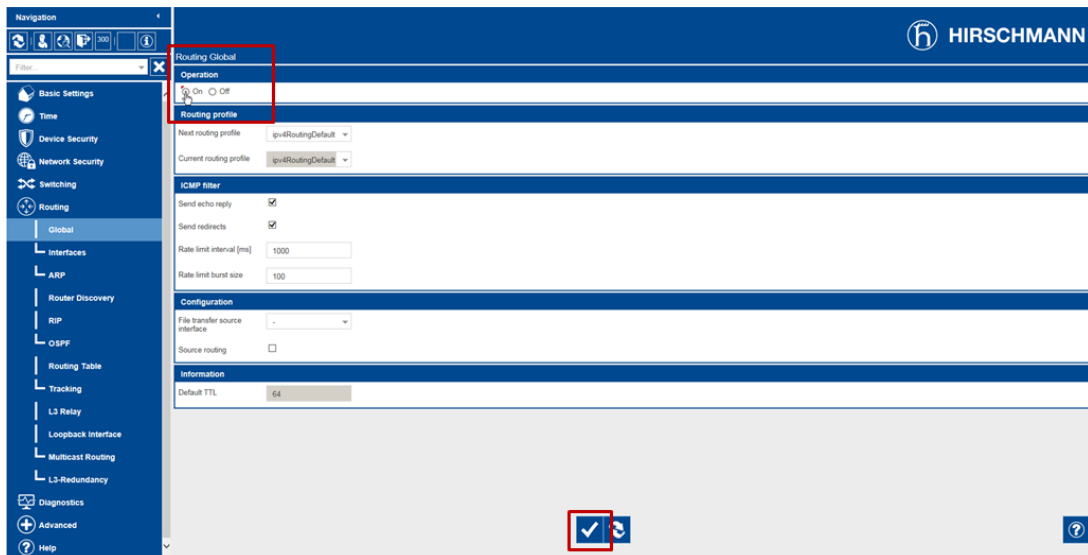 Navigation
HIRSCHMANN
300
Filter...
Basic Settings
Time
Device Security
Network Security
Switching
Routing
Global
Interfaces
ARP
Router Discovery
RIP
OSPF
Routing Table
Tracking
L3 Relay
Loopback Interface
Multicast Routing
L3-Redundancy
Diagnostics
Advanced
Help
Routing Global
Operation
On Off
Routing profile
Next routing profile ipv4RoutingDefault
Current routing profile ipv4RoutingDefault
ICMP filter
Send echo reply
Send redirects
Rate limit interval [ms] 1000
Rate limit burst size 100
Configuration
File transfer source
interface -
Source routing
Information
Default TTL 64